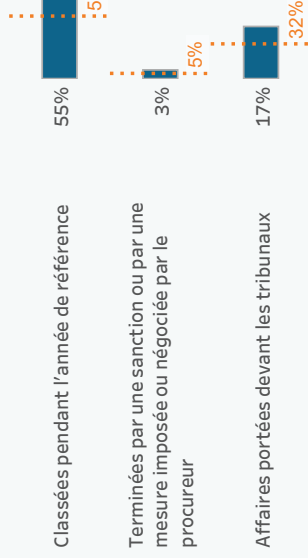 Classées pendant l'année de référence
55%
Terminées par une sanction ou par une
mesure imposée ou négociée par le
procureur
3%
5%
Affaires portées devant les tribunaux
17%
32%